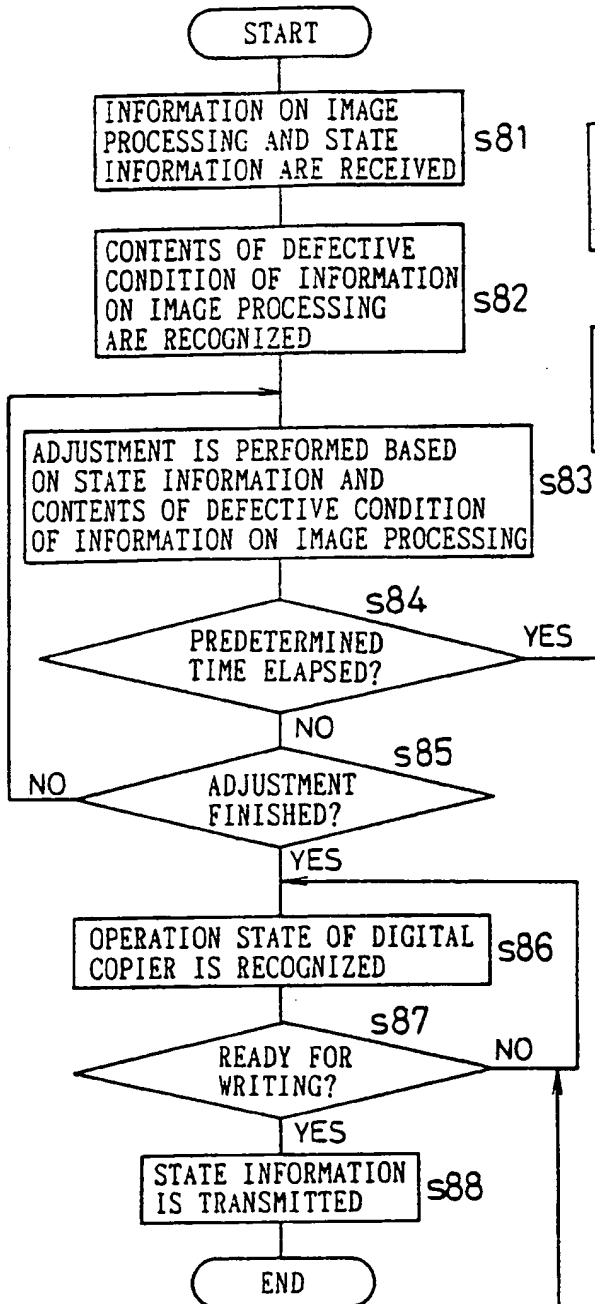 START
INFORMATION ON IMAGE
PROCESSING AND STATE
INFORMATION ARE RECEIVED
s81
CONTENTS OF DEFECTIVE
CONDITION OF INFORMATION
ON IMAGE PROCESSING
ARE RECOGNIZED
s82
ADJUSTMENT IS PERFORMED BASED
ON STATE INFORMATION AND
CONTENTS OF DEFECTIVE CONDITION
OF INFORMATION ON IMAGE PROCESSING
s83
s84
PREDETERMINED
TIME ELAPSED?
YES
NO
s85
ADJUSTMENT
FINISHED?
NO
YES
OPERATION STATE OF DIGITAL
COPIER IS RECOGNIZED
s86
s87
READY FOR
WRITING?
NO
YES
STATE INFORMATION
IS TRANSMITTED
s88
END